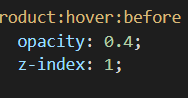 roduct:hover:before
opacity: 0.4;
z-index: 1;